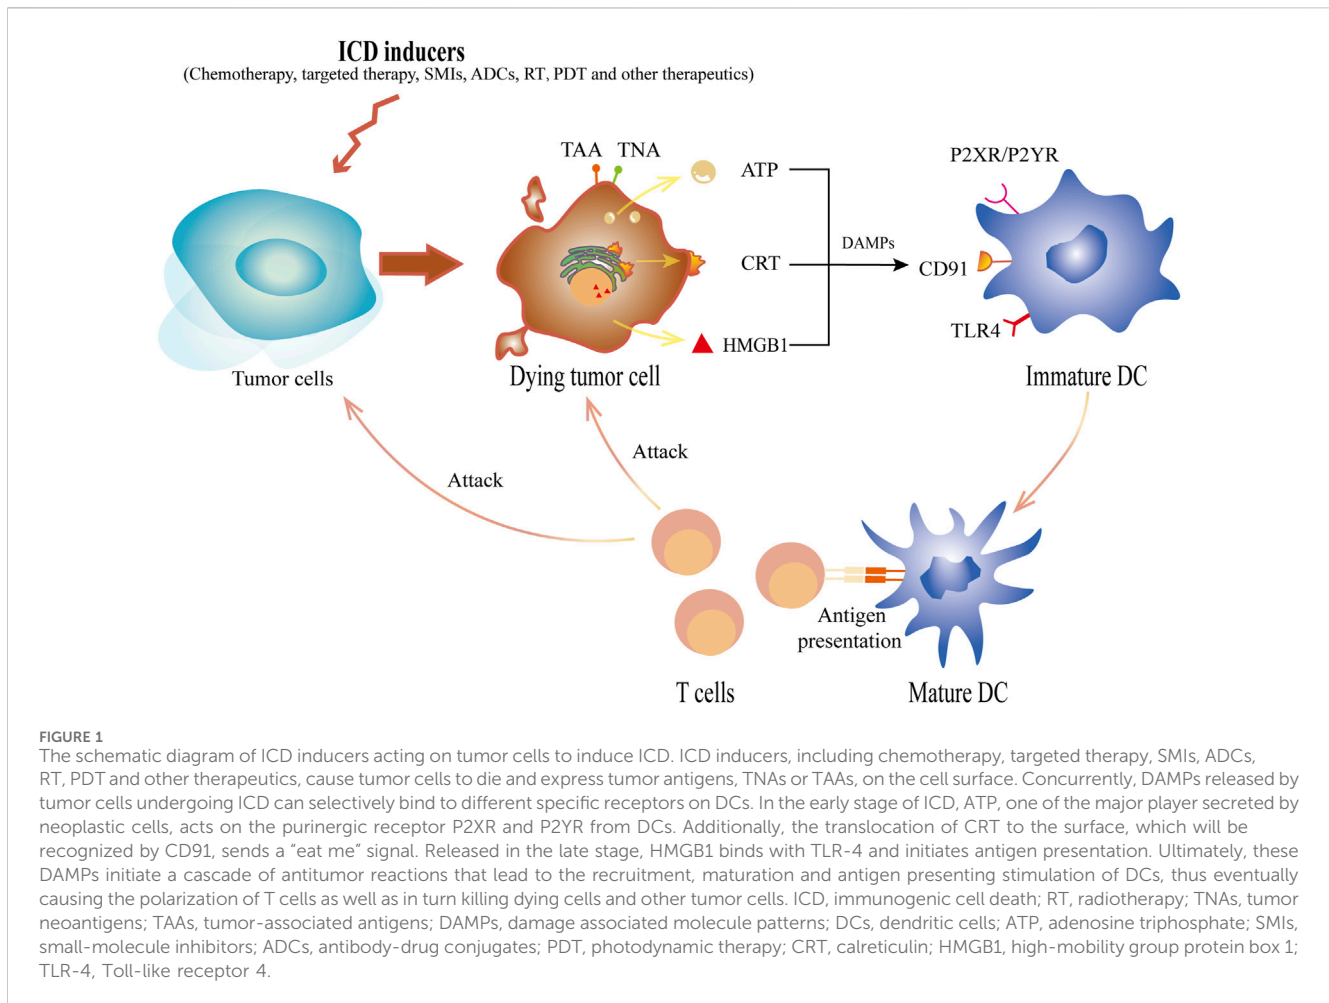 ICD inducers
(Chemotherapy, targeted therapy, SMIs, ADCs, RT, PDT and other therapeutics)
TAA TNA
ATP
P2XR/P2YR
DAMPs
CRT
CD91
HMGB1
TLR4
Tumor cells
Dying tumor cell
Immature DC
Attack
Attack
Antigen
presentation
T cells
Mature DC
FIGURE 1
The schematic diagram of ICD inducers acting on tumor cells to induce ICD. ICD inducers, including chemotherapy, targeted therapy, SMIs, ADCs,
RT, PDT and other therapeutics, cause tumor cells to die and express tumor antigens, TNAs or TAAs, on the cell surface. Concurrently, DAMPs released by
tumor cells undergoing ICD can selectively bind to different specific receptors on DCs. In the early stage of ICD, ATP, one of the major player secreted by
neoplastic cells, acts on the purinergic receptor P2XR and P2YR from DCs. Additionally, the translocation of CRT to the surface, which will be
recognized by CD91, sends a “eat me” signal. Released in the late stage, HMGB1 binds with TLR-4 and initiates antigen presentation. Ultimately, these
DAMPs initiate a cascade of antitumor reactions that lead to the recruitment, maturation and antigen presenting stimulation of DCs, thus eventually
causing the polarization of T cells as well as in turn killing dying cells and other tumor cells. ICD, immunogenic cell death; RT, radiotherapy; TNAs, tumor
neoantigens; TAAs, tumor-associated antigens; DAMPs, damage associated molecule patterns; DCs, dendritic cells; ATP, adenosine triphosphate; SMIs,
small-molecule inhibitors; ADCs, antibody-drug conjugates; PDT, photodynamic therapy; CRT, calreticulin; HMGB1, high-mobility group protein box 1;
TLR-4, Toll-like receptor 4.